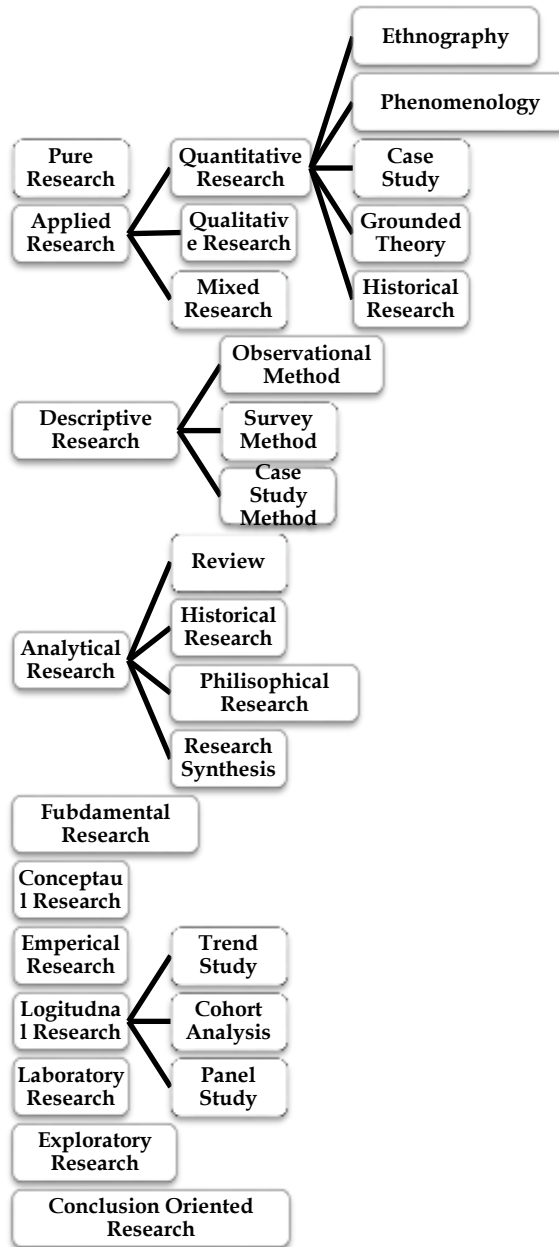 Ethnography
Phenomenology
Pure
Research
Quantitative
Research
Case
Study
Applied
Research
Qualitativ
e Research
Grounded
Theory
Mixed
Research
Historical
Research
Observational
Method
Descriptive
Research
Survey
Method
Case
Study
Method
Review
Historical
Research
Analytical
Research
Philisophical
Research
Research
Synthesis
Fubdamental
Research
Conceptau
l Research
Emperical
Research
Trend
Study
Logitudna
l Research
Cohort
Analysis
Laboratory
Research
Panel
Study
Exploratory
Research
Conclusion Oriented
Research